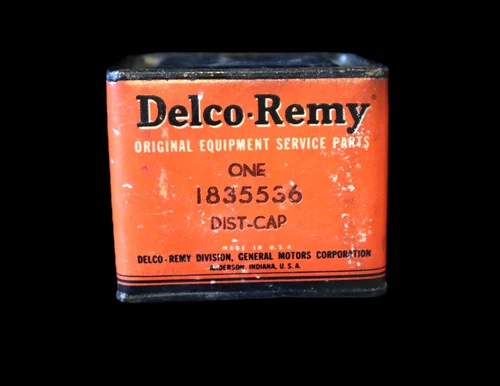 Delco-Remy
ORIGINAL EQUIPMENT SERVICE PARTS
ONE
1835536
DIST-CAP
MADE IN U.S.A.
DELCO-REMY DIVISION, GENERAL MOTORS CORPORATION
ANDERSON, INDIANA, U. S. A.